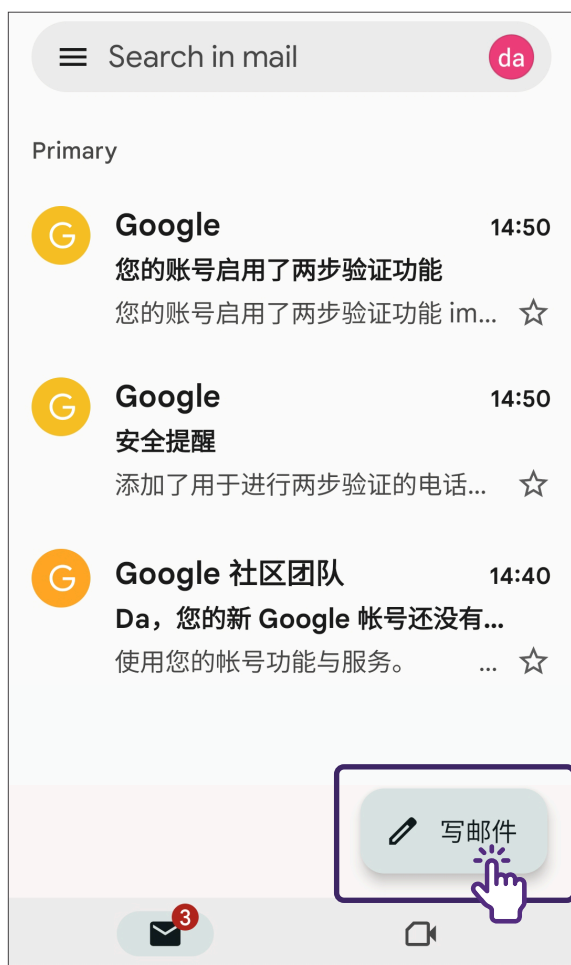 Search in mail
da
Primary
G
Google
14:50
您的账号启用了两步验证功能
您的账号启用了两步验证功能 im...
G
Google
14:50
安全提醒
添加了用于进行两步验证的电话...
G
Google 社区团队
14:40
Da，您的新 Google 帐号还没有...
使用您的帐号功能与服务。 ...
写邮件
3